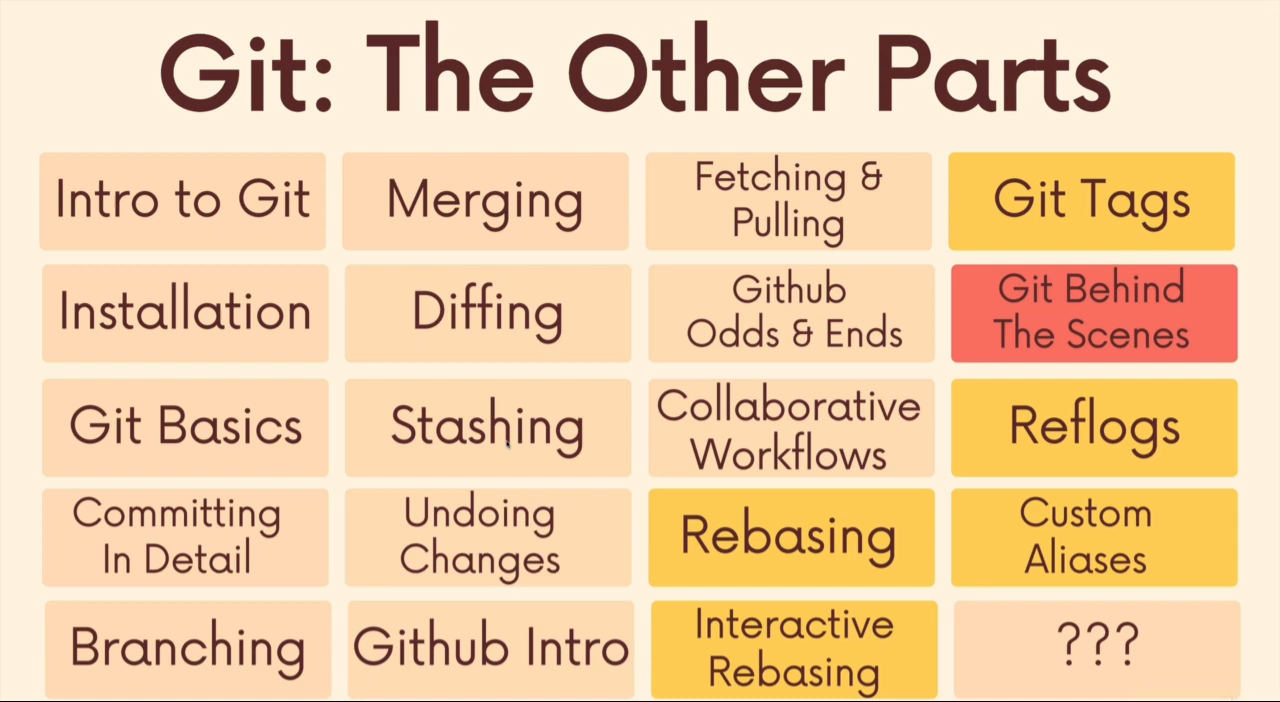 Git: The Other Parts
Intro to Git
Merging
Fetching &
Pulling
Git Tags
Installation
Diffing
Github
Odds & Ends
Git Behind
The Scenes
Git Basics
Stashing
Collaborative
Workflows
Reflogs
Committing
In Detail
Undoing
Changes
Rebasing
Custom
Aliases
Branching
Github Intro
Interactive
Rebasing
???